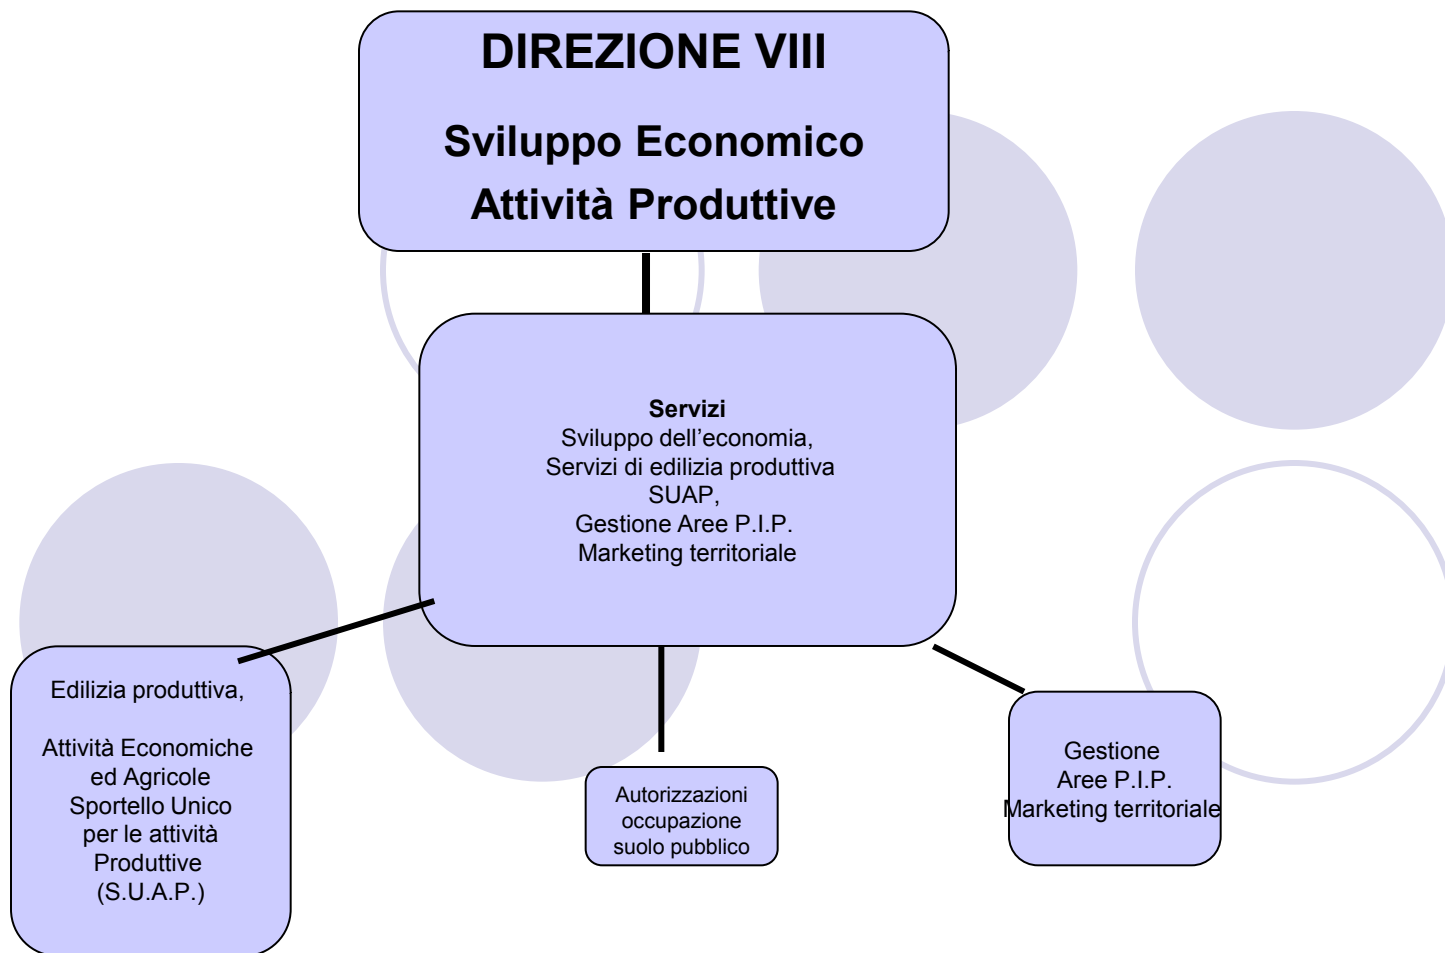 DIREZIONE VIII
Sviluppo Economico
Attività Produttive
Servizi
Sviluppo dell’economia,
Servizi di edilizia produttiva
SUAP,
Gestione Aree P.I.P.
Marketing territoriale
Edilizia produttiva,
Attività Economiche
ed Agricole
Sportello Unico
per le attività
Produttive
(S.U.A.P.)
Autorizzazioni
occupazione
suolo pubblico
Gestione
Aree P.I.P.
Marketing territoriale